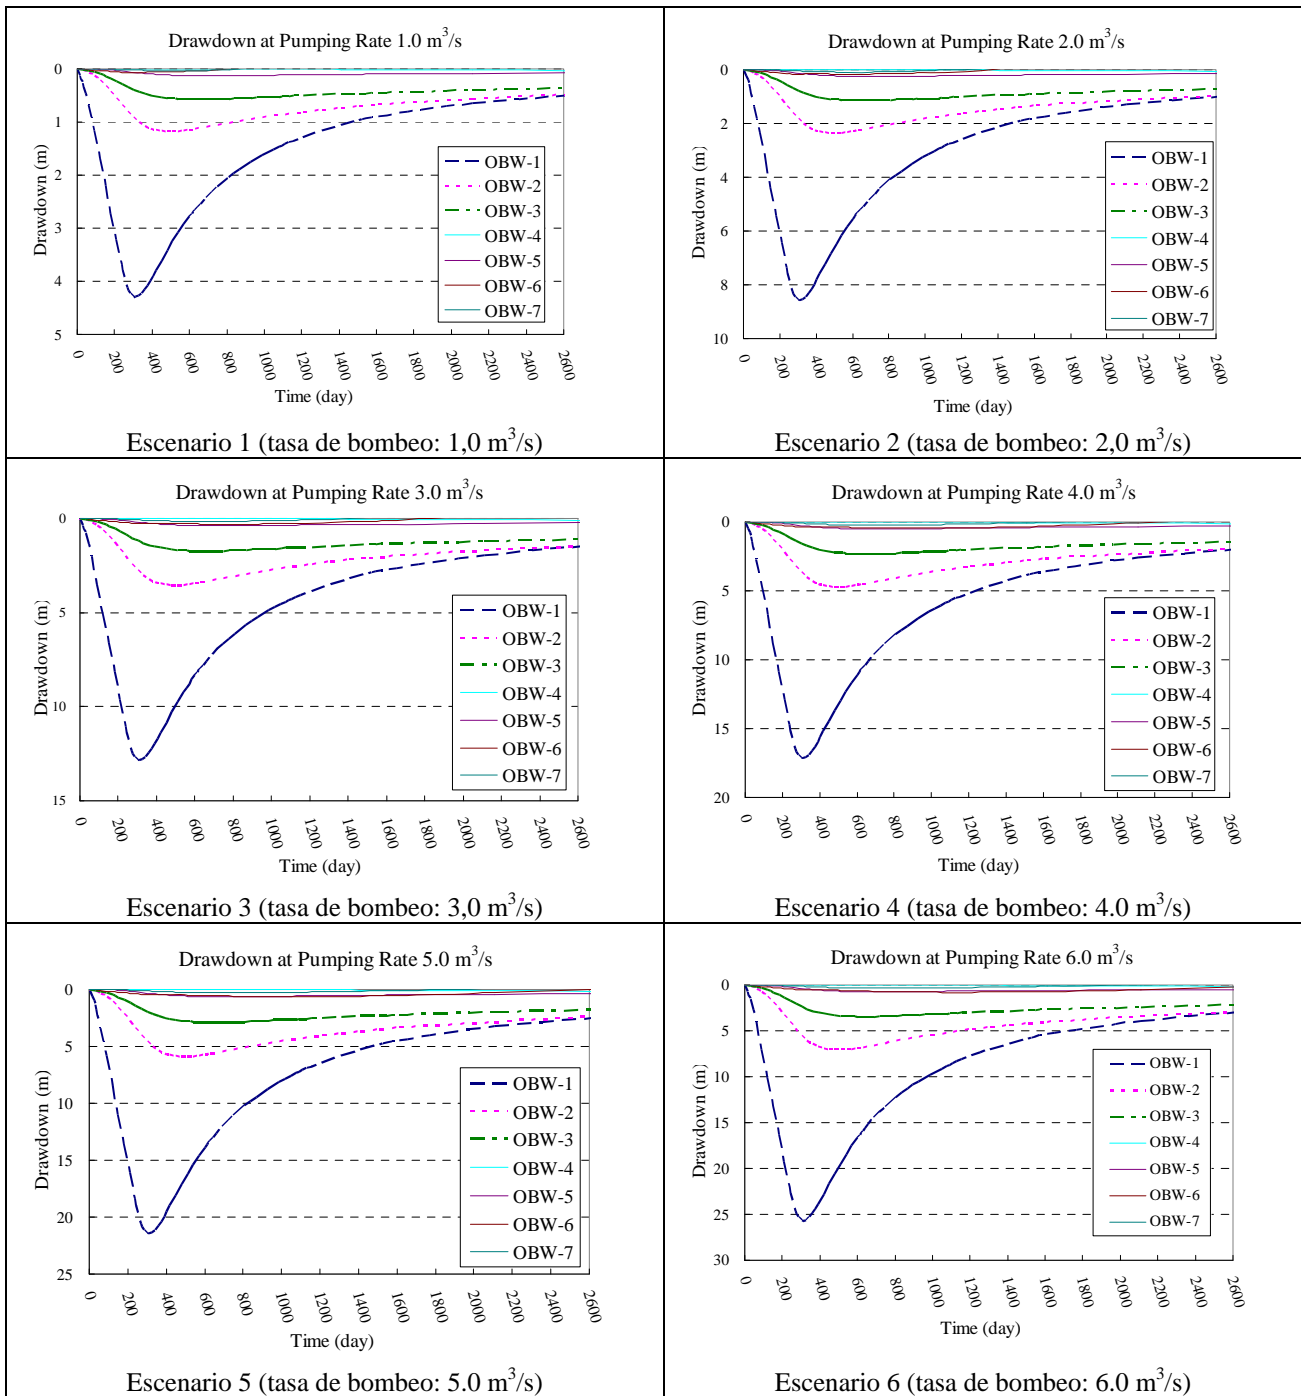 Drawdown at Pumping Rate 1.0 m³/s
0
1
2
3
4
5
Drawdown (m)
OBW-1
OBW-2
OBW-3
OBW-4
OBW-5
OBW-6
OBW-7
0 200 400 600 800 1000 1200 1400 1600 1800 2000 2200 2400 2600
Time (day)
Escenario 1 (tasa de bombeo: 1,0 m³/s)
Drawdown at Pumping Rate 2.0 m³/s
0
2
4
6
8
10
Drawdown (m)
OBW-1
OBW-2
OBW-3
OBW-4
OBW-5
OBW-6
OBW-7
0 200 400 600 800 1000 1200 1400 1600 1800 2000 2200 2400 2600
Time (day)
Escenario 2 (tasa de bombeo: 2,0 m³/s)
Drawdown at Pumping Rate 3.0 m³/s
0
5
10
15
Drawdown (m)
OBW-1
OBW-2
OBW-3
OBW-4
OBW-5
OBW-6
OBW-7
0 200 400 600 800 1000 1200 1400 1600 1800 2000 2200 2400 2600
Time (day)
Escenario 3 (tasa de bombeo: 3,0 m³/s)
Drawdown at Pumping Rate 4.0 m³/s
0
5
10
15
20
Drawdown (m)
OBW-1
OBW-2
OBW-3
OBW-4
OBW-5
OBW-6
OBW-7
0 200 400 600 800 1000 1200 1400 1600 1800 2000 2200 2400 2600
Time (day)
Escenario 4 (tasa de bombeo: 4.0 m³/s)
Drawdown at Pumping Rate 5.0 m³/s
0
5
10
15
20
25
Drawdown (m)
OBW-1
OBW-2
OBW-3
OBW-4
OBW-5
OBW-6
OBW-7
0 200 400 600 800 1000 1200 1400 1600 1800 2000 2200 2400 2600
Time (day)
Escenario 5 (tasa de bombeo: 5.0 m³/s)
Drawdown at Pumping Rate 6.0 m³/s
0
5
10
15
20
25
30
Drawdown (m)
OBW-1
OBW-2
OBW-3
OBW-4
OBW-5
OBW-6
OBW-7
0 200 400 600 800 1000 1200 1400 1600 1800 2000 2200 2400 2600
Time (day)
Escenario 6 (tasa de bombeo: 6.0 m³/s)